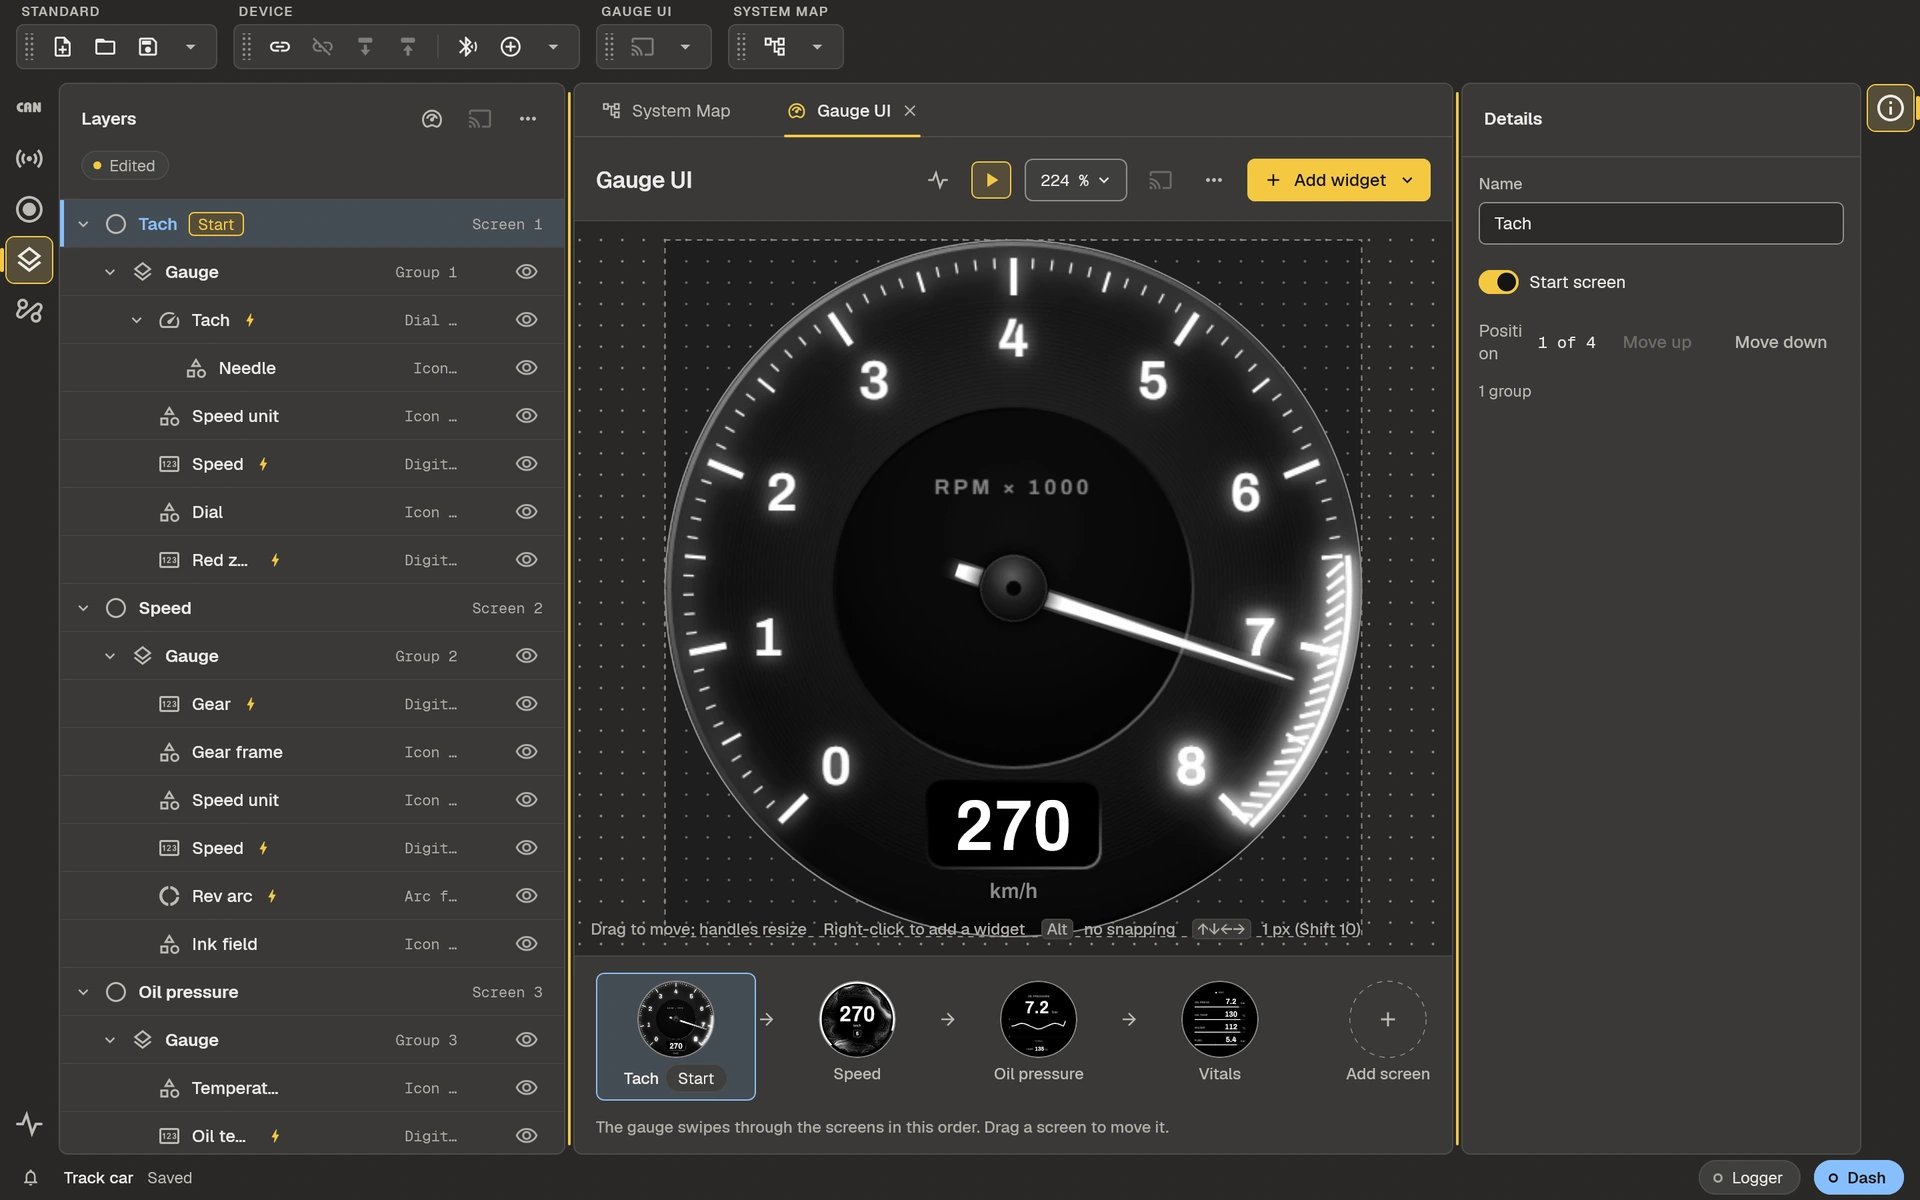 STANDARD
DEVICE
GAUGE UI
SYSTEM MAP
CAN
Layers
Edited
Tach Start Screen 1
Gauge Group 1
Tach Dial …
Needle Icon…
Speed unit Icon …
Speed Digit…
Dial Icon …
Red z… Digit…
Speed Screen 2
Gauge Group 2
Gear Digit…
Gear frame Icon …
Speed unit Icon …
Speed Digit…
Rev arc Arc f…
Ink field Icon …
Oil pressure Screen 3
Gauge Group 3
Temperat… Icon …
Oil te… Digit…
System Map
Gauge UI
Gauge UI
224 %
Add widget
0
1
2
3
4
5
6
7
8
RPM × 1000
270
km/h
Drag to move; handles resize Right-click to add a widget Alt no snapping ↑↓←→ 1 px (Shift 10)
270
Tach Start
270
Speed
7.2
Oil pressure
7.2
130
112
5.4
Vitals
Add screen
The gauge swipes through the screens in this order. Drag a screen to move it.
Details
Name
Tach
Start screen
Positi
on
1 of 4 Move up Move down
1 group
Track car Saved
Logger
Dash